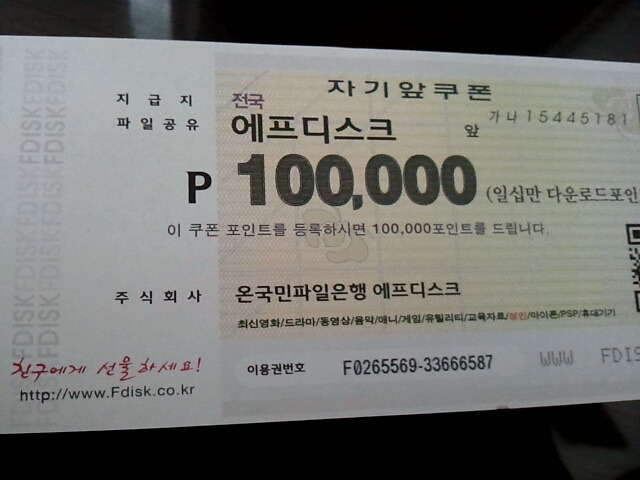 자기앞쿠폰
지급지 전국
파일공유 에프디스크 앞 가나15445181
P 100,000 (일십만 다운로드포인
이 쿠폰 포인트를 등록하시면 100,000포인트를 드립니다.
주식회사 온국민파일은행 에프디스크
최신영화/드라마/동영상/음악/애니/게임/유틸리티/교육자료/성인/아이폰/PSP/휴대기기
친구에게 선물하세요! 이용권번호 F0265569-33666587 WWW FDIS
http://www.Fdisk.co.kr
FDISK FDISK FDISK FDISK